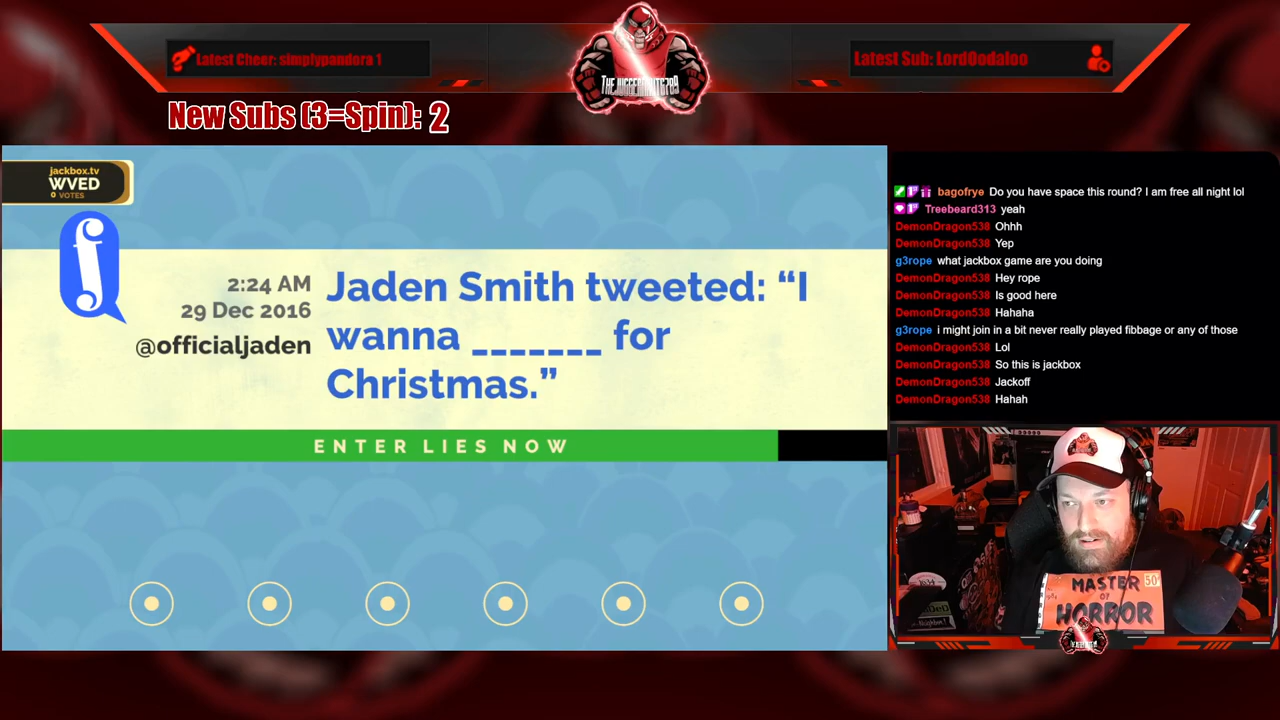 Latest Cheer: simplypandora 1
Latest Sub: LordOodaloo
THEJUGGERNAUT6789
New Subs (3=Spin): 2
jackbox.tv
WVED
0 VOTES
2:24 AM
29 Dec 2016
@officialjaden
Jaden Smith tweeted: “I
wanna _______ for
Christmas.”
ENTER LIES NOW
bagofrye Do you have space this round? I am free all night lol
Treebeard313 yeah
DemonDragon538 Ohhh
DemonDragon538 Yep
g3rope what jackbox game are you doing
DemonDragon538 Hey rope
DemonDragon538 Is good here
DemonDragon538 Hahaha
g3rope i might join in a bit never really played fibbage or any of those
DemonDragon538 Lol
DemonDragon538 So this is jackbox
DemonDragon538 Jackoff
DemonDragon538 Hahah
MASTER
OF
HORROR
50¢